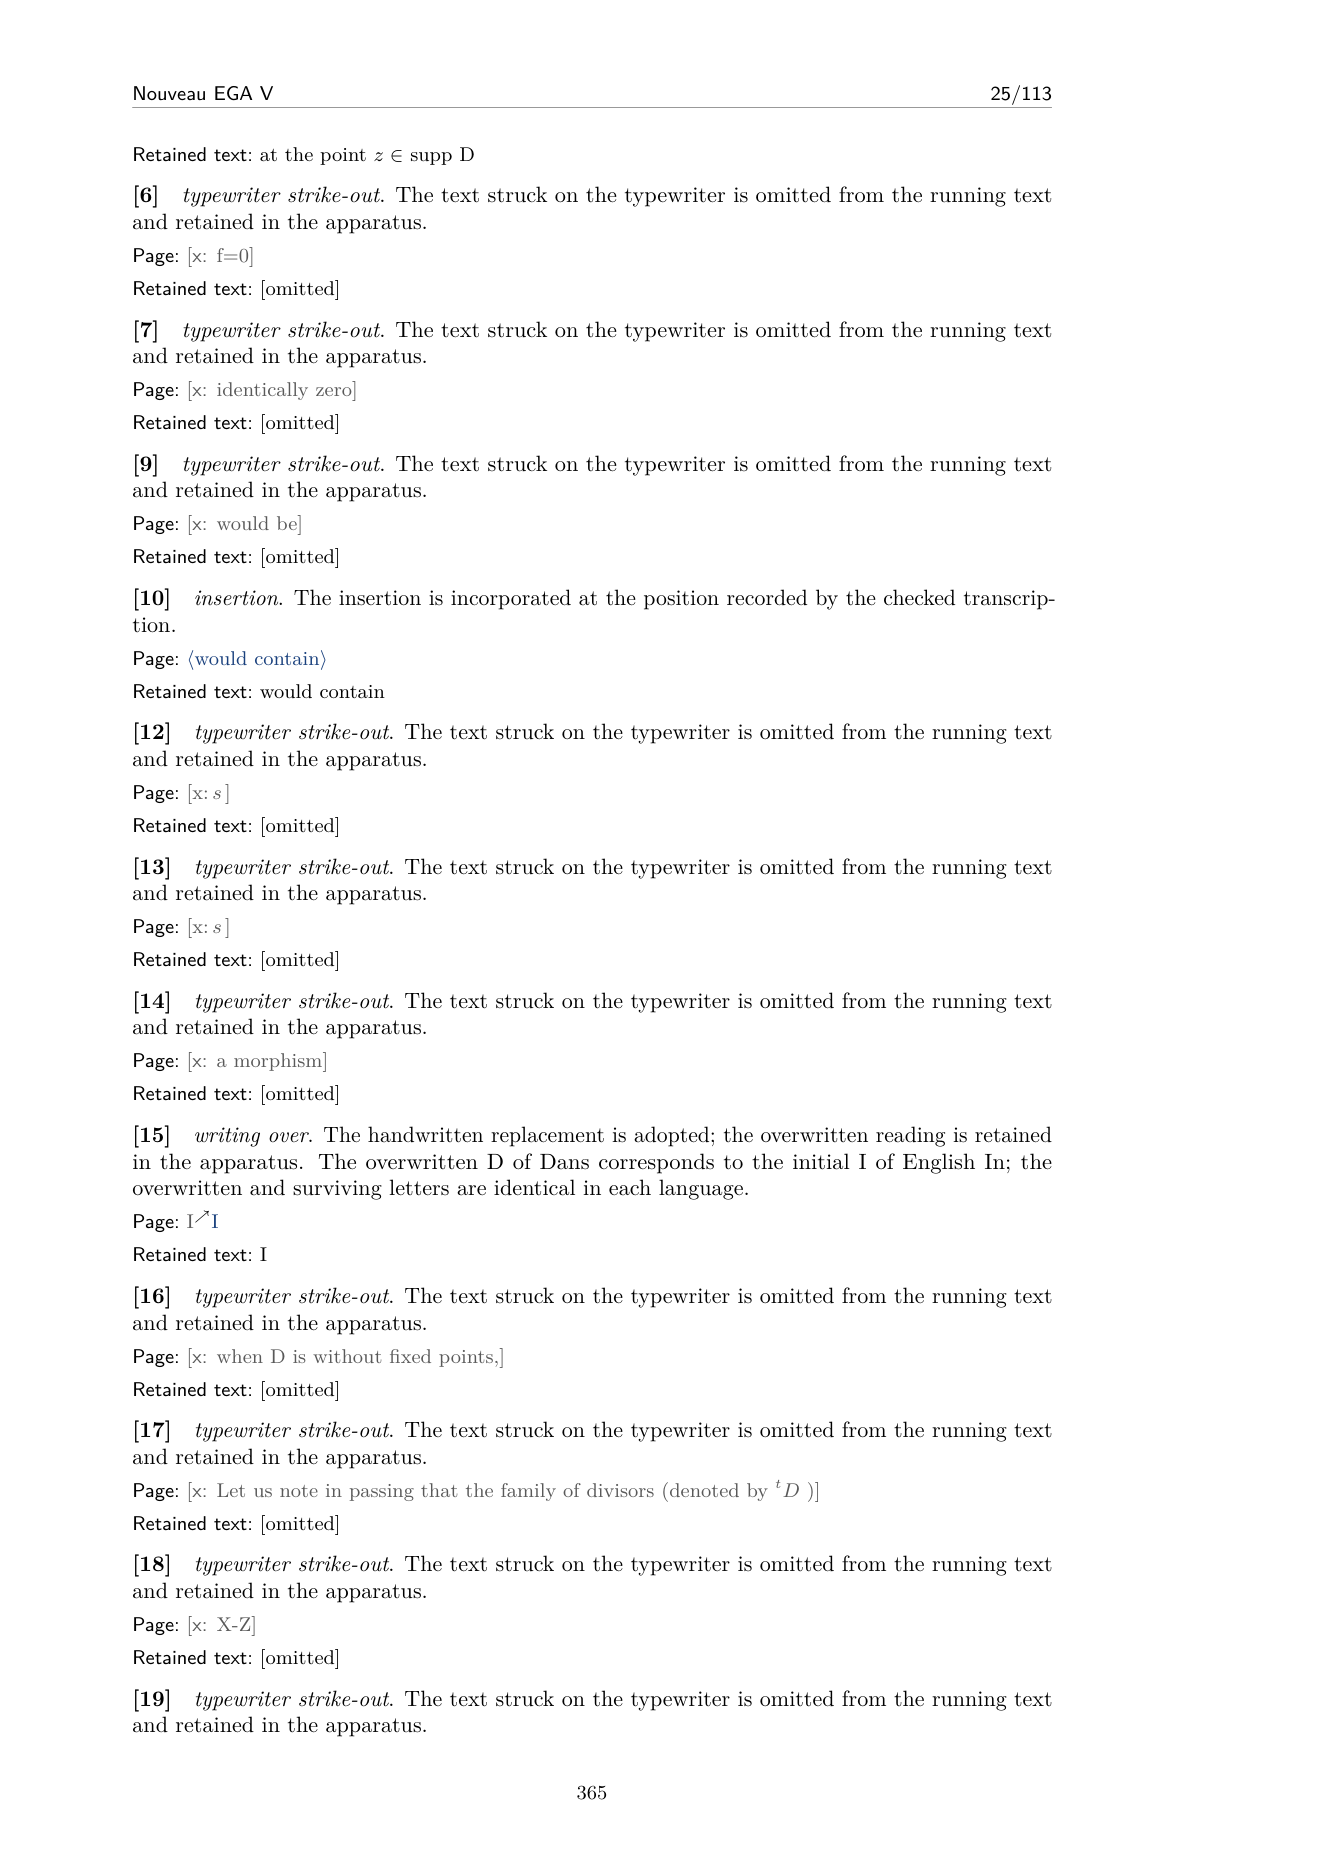 Nouveau EGA V 25/113
Retained text: at the point z ∈ supp D
[6] typewriter strike-out. The text struck on the typewriter is omitted from the running text
and retained in the apparatus.
Page: [x: f=0]
Retained text: [omitted]
[7] typewriter strike-out. The text struck on the typewriter is omitted from the running text
and retained in the apparatus.
Page: [x: identically zero]
Retained text: [omitted]
[9] typewriter strike-out. The text struck on the typewriter is omitted from the running text
and retained in the apparatus.
Page: [x: would be]
Retained text: [omitted]
[10] insertion. The insertion is incorporated at the position recorded by the checked transcrip-
tion.
Page: ⟨would contain⟩
Retained text: would contain
[12] typewriter strike-out. The text struck on the typewriter is omitted from the running text
and retained in the apparatus.
Page: [x: s ]
Retained text: [omitted]
[13] typewriter strike-out. The text struck on the typewriter is omitted from the running text
and retained in the apparatus.
Page: [x: s ]
Retained text: [omitted]
[14] typewriter strike-out. The text struck on the typewriter is omitted from the running text
and retained in the apparatus.
Page: [x: a morphism]
Retained text: [omitted]
[15] writing over. The handwritten replacement is adopted; the overwritten reading is retained
in the apparatus. The overwritten D of Dans corresponds to the initial I of English In; the
overwritten and surviving letters are identical in each language.
Page: I↗I
Retained text: I
[16] typewriter strike-out. The text struck on the typewriter is omitted from the running text
and retained in the apparatus.
Page: [x: when D is without fixed points,]
Retained text: [omitted]
[17] typewriter strike-out. The text struck on the typewriter is omitted from the running text
and retained in the apparatus.
Page: [x: Let us note in passing that the family of divisors (denoted by ᵗD )]
Retained text: [omitted]
[18] typewriter strike-out. The text struck on the typewriter is omitted from the running text
and retained in the apparatus.
Page: [x: X-Z]
Retained text: [omitted]
[19] typewriter strike-out. The text struck on the typewriter is omitted from the running text
and retained in the apparatus.
365